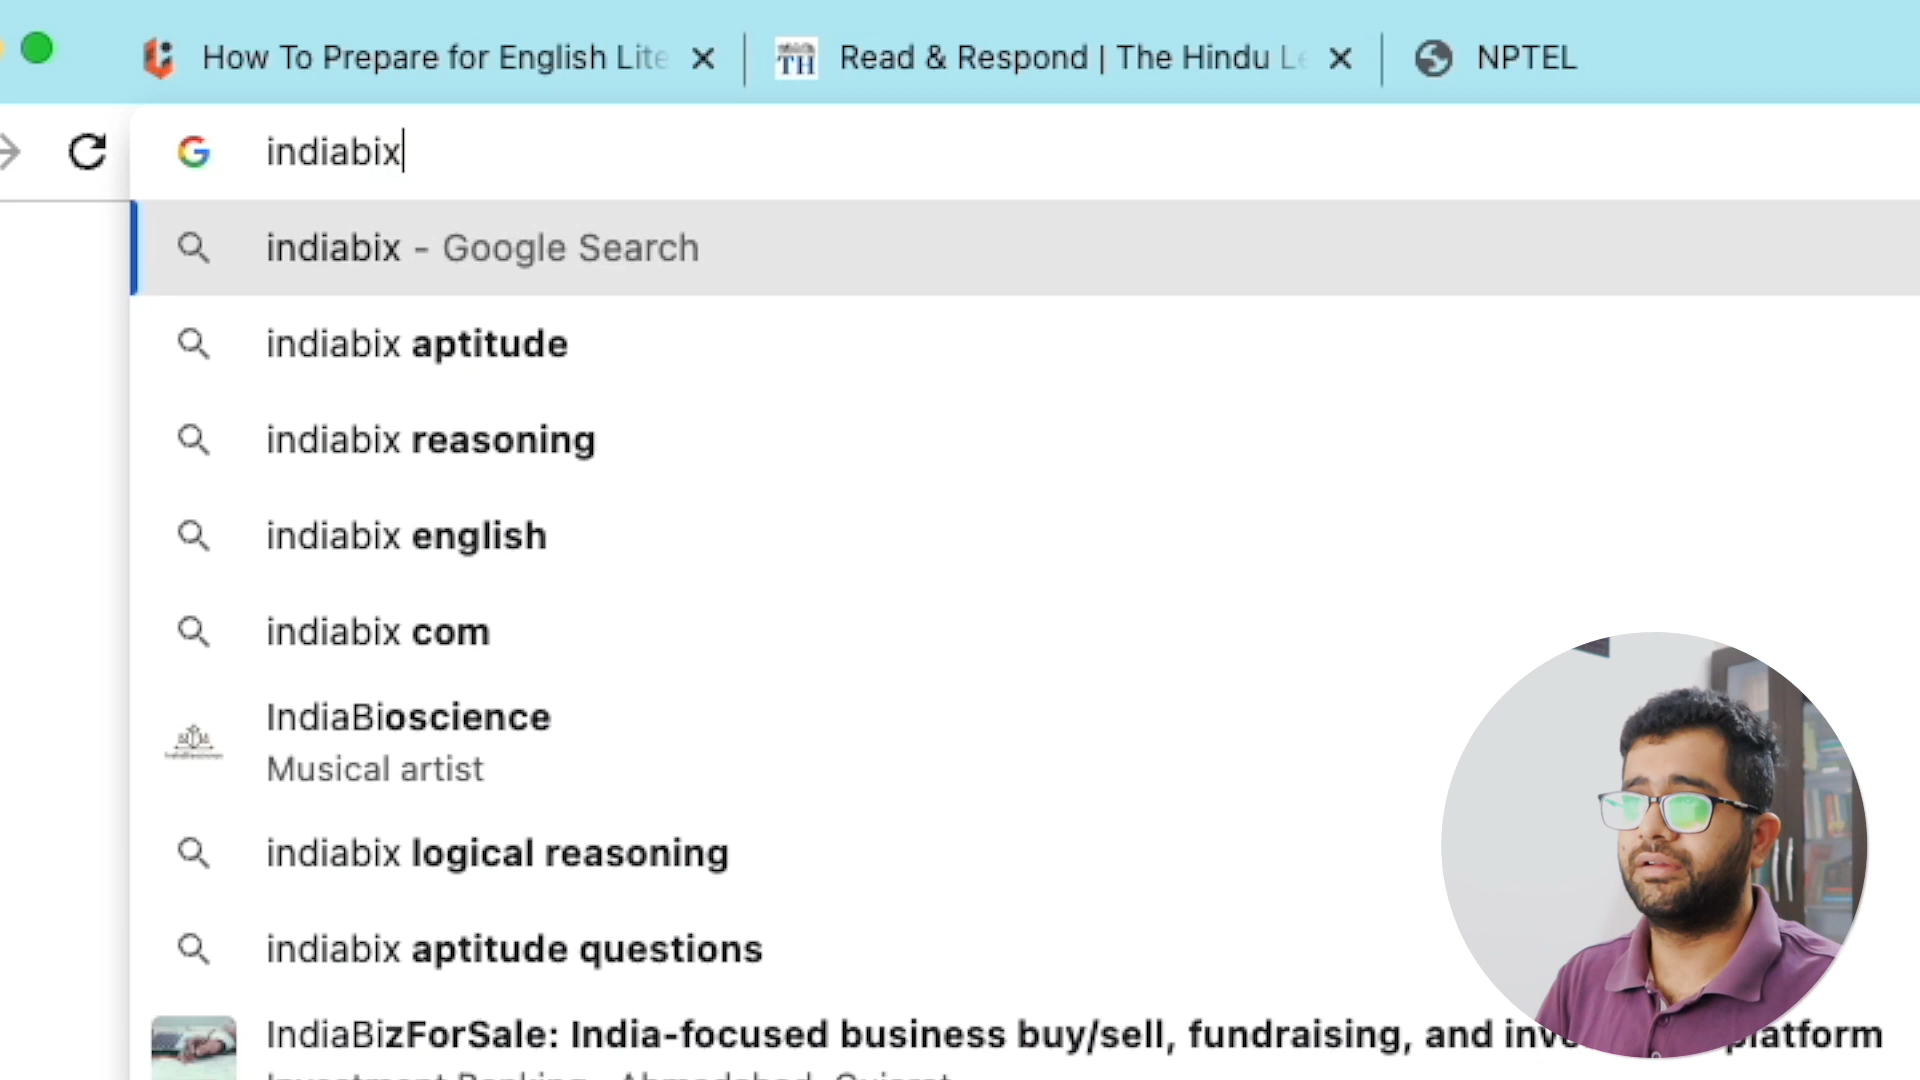 How To Prepare for English Lite
Read & Respond | The Hindu Le
NPTEL
indiabix
indiabix - Google Search
indiabix aptitude
indiabix reasoning
indiabix english
indiabix com
IndiaBioscience
Musical artist
indiabix logical reasoning
indiabix aptitude questions
IndiaBizForSale: India-focused business buy/sell, fundraising, and platform